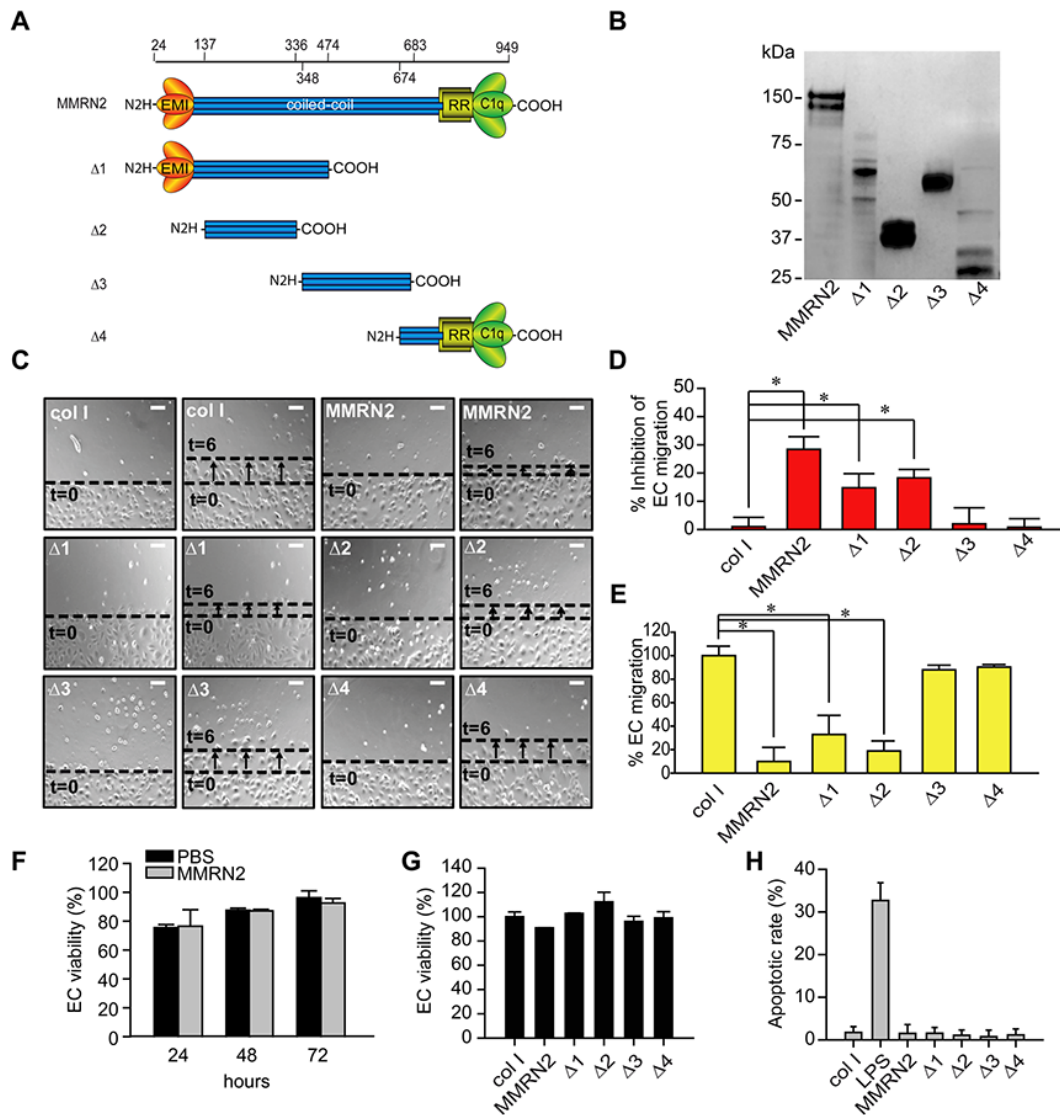 A
24 137 336 474 683 949
348 674
MMRN2 N2H- EMI coiled-coil RR C1q -COOH
Δ1 N2H- EMI -COOH
Δ2 N2H -COOH
Δ3 N2H- -COOH
Δ4 N2H- RR C1q -COOH
B
kDa
150-
75-
50-
37-
25-
MMRN2 Δ1 Δ2 Δ3 Δ4
C
col I col I MMRN2 MMRN2
t=6 t=6
t=0 t=0 t=0 t=0
Δ1 Δ1 Δ2 Δ2
t=6 t=6
t=0 t=0 t=0 t=0
Δ3 Δ3 Δ4 Δ4
t=6 t=6
t=0 t=0 t=0 t=0
D
% Inhibition of
EC migration
50
40
30
20
10
0
* * *
col I MMRN2 Δ1 Δ2 Δ3 Δ4
E
% EC migration
120
100
80
60
40
20
0
* * *
col I MMRN2 Δ1 Δ2 Δ3 Δ4
F
EC viability (%)
120
100
80
60
40
20
0
PBS
MMRN2
24 48 72
hours
G
EC viability (%)
140
120
100
80
60
40
20
0
col I MMRN2 Δ1 Δ2 Δ3 Δ4
H
Apoptotic rate (%)
40
30
20
10
0
col I LPS MMRN2 Δ1 Δ2 Δ3 Δ4